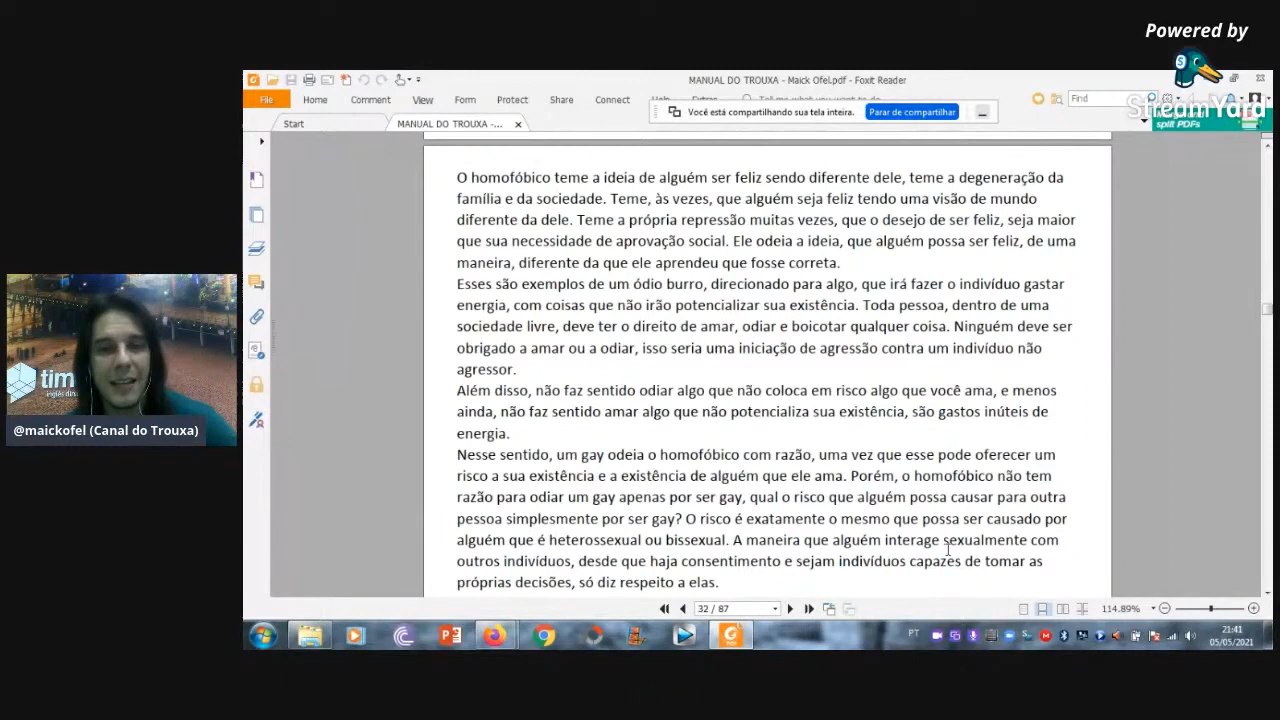 Powered by
StreamYard
MANUAL DO TROUXA - Maick Ofel.pdf - Foxit Reader
File Home Comment View Form Protect Share Connect Help Extras Tell me what you want to do... Find
Você está compartilhando sua tela inteira. Parar de compartilhar
Start MANUAL DO TROUXA -...
split PDFs
O homofóbico teme a ideia de alguém ser feliz sendo diferente dele, teme a degeneração da
família e da sociedade. Teme, às vezes, que alguém seja feliz tendo uma visão de mundo
diferente da dele. Teme a própria repressão muitas vezes, que o desejo de ser feliz, seja maior
que sua necessidade de aprovação social. Ele odeia a ideia, que alguém possa ser feliz, de uma
maneira, diferente da que ele aprendeu que fosse correta.
Esses são exemplos de um ódio burro, direcionado para algo, que irá fazer o indivíduo gastar
energia, com coisas que não irão potencializar sua existência. Toda pessoa, dentro de uma
sociedade livre, deve ter o direito de amar, odiar e boicotar qualquer coisa. Ninguém deve ser
obrigado a amar ou a odiar, isso seria uma iniciação de agressão contra um indivíduo não
agressor.
Além disso, não faz sentido odiar algo que não coloca em risco algo que você ama, e menos
ainda, não faz sentido amar algo que não potencializa sua existência, são gastos inúteis de
energia.
Nesse sentido, um gay odeia o homofóbico com razão, uma vez que esse pode oferecer um
risco a sua existência e a existência de alguém que ele ama. Porém, o homofóbico não tem
razão para odiar um gay apenas por ser gay, qual o risco que alguém possa causar para outra
pessoa simplesmente por ser gay? O risco é exatamente o mesmo que possa ser causado por
alguém que é heterossexual ou bissexual. A maneira que alguém interage sexualmente com
outros indivíduos, desde que haja consentimento e sejam indivíduos capazes de tomar as
próprias decisões, só diz respeito a elas.
tim
inglês din
@maickofel (Canal do Trouxa)
32 / 87
114.89%
PT
21:41
05/05/2021